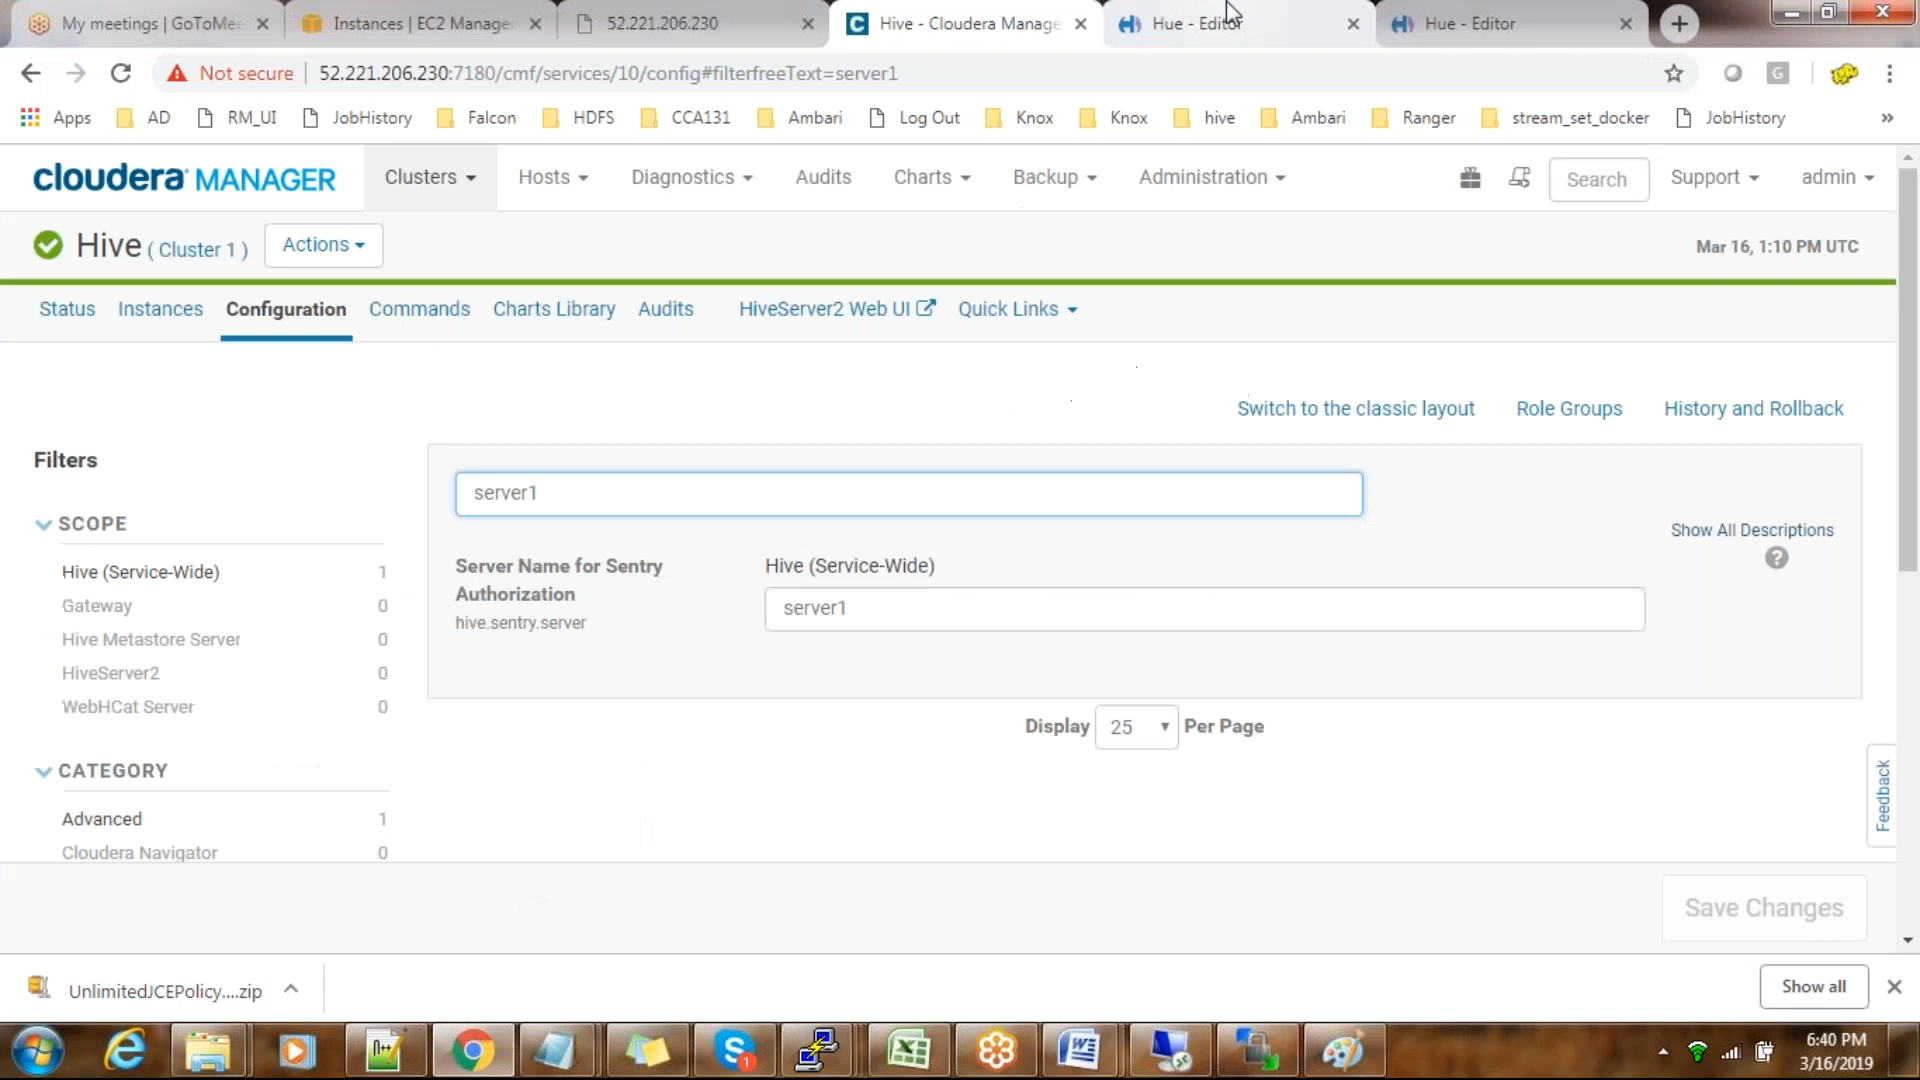 My meetings | GoToMee
Instances | EC2 Manager
52.221.206.230
Hive - Cloudera Manage
Hue - Editor
Hue - Editor
Not secure | 52.221.206.230:7180/cmf/services/10/config#filterfreeText=server1
Apps AD RM_UI JobHistory Falcon HDFS CCA131 Ambari Log Out Knox Knox hive Ambari Ranger stream_set_docker JobHistory »
cloudera MANAGER Clusters Hosts Diagnostics Audits Charts Backup Administration Search Support admin
Hive ( Cluster 1 ) Actions Mar 16, 1:10 PM UTC
Status Instances Configuration Commands Charts Library Audits HiveServer2 Web UI Quick Links
Switch to the classic layout Role Groups History and Rollback
Filters
server1
SCOPE
Show All Descriptions
Hive (Service-Wide) 1
Gateway 0
Hive Metastore Server 0
HiveServer2 0
WebHCat Server 0
Server Name for Sentry
Authorization
hive.sentry.server
Hive (Service-Wide)
server1
Display 25 Per Page
CATEGORY
Advanced 1
Cloudera Navigator 0
Feedback
Save Changes
UnlimitedJCEPolicy....zip
Show all
6:40 PM
3/16/2019